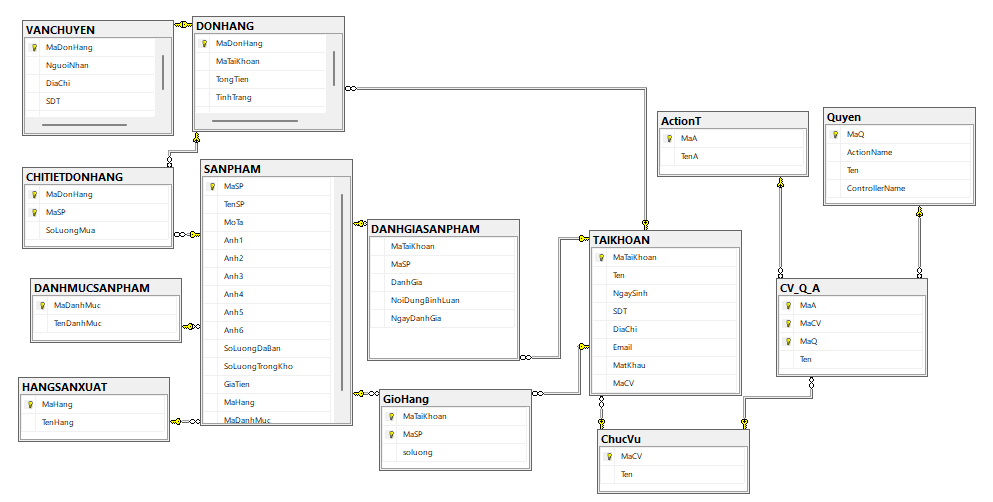 VANCHUYEN
MaDonHang
NguoiNhan
DiaChi
SDT
DONHANG
MaDonHang
MaTaiKhoan
TongTien
TinhTrang
ActionT
MaA
TenA
Quyen
MaQ
ActionName
Ten
ControllerName
CHITIETDONHANG
MaDonHang
MaSP
SoLuongMua
SANPHAM
MaSP
TenSP
MoTa
Anh1
Anh2
Anh3
Anh4
Anh5
Anh6
SoLuongDaBan
SoLuongTrongKho
GiaTien
MaHang
MaDanhMuc
DANHGIASANPHAM
MaTaiKhoan
MaSP
DanhGia
NoiDungBinhLuan
NgayDanhGia
TAIKHOAN
MaTaiKhoan
Ten
NgaySinh
SDT
DiaChi
Email
MatKhau
MaCV
CV_Q_A
MaA
MaCV
MaQ
Ten
DANHMUCSANPHAM
MaDanhMuc
TenDanhMuc
HANGSANXUAT
MaHang
TenHang
GioHang
MaTaiKhoan
MaSP
soluong
ChucVu
MaCV
Ten